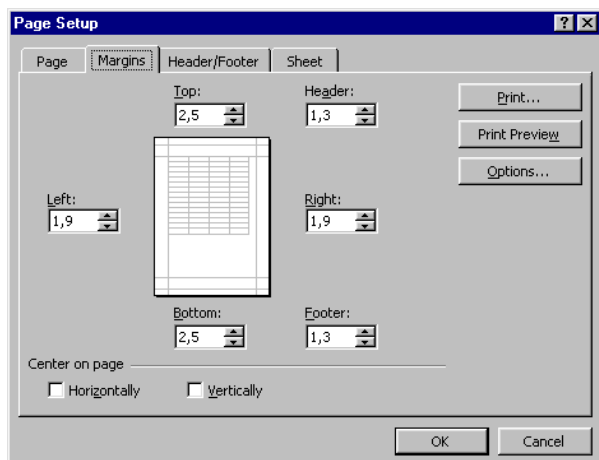 Page Setup
Page Margins Header/Footer Sheet
Top: Header:
2,5 1,3
Print...
Print Preview
Options...
Left: Right:
1,9 1,9
Bottom: Footer:
2,5 1,3
Center on page
Horizontally Vertically
OK Cancel